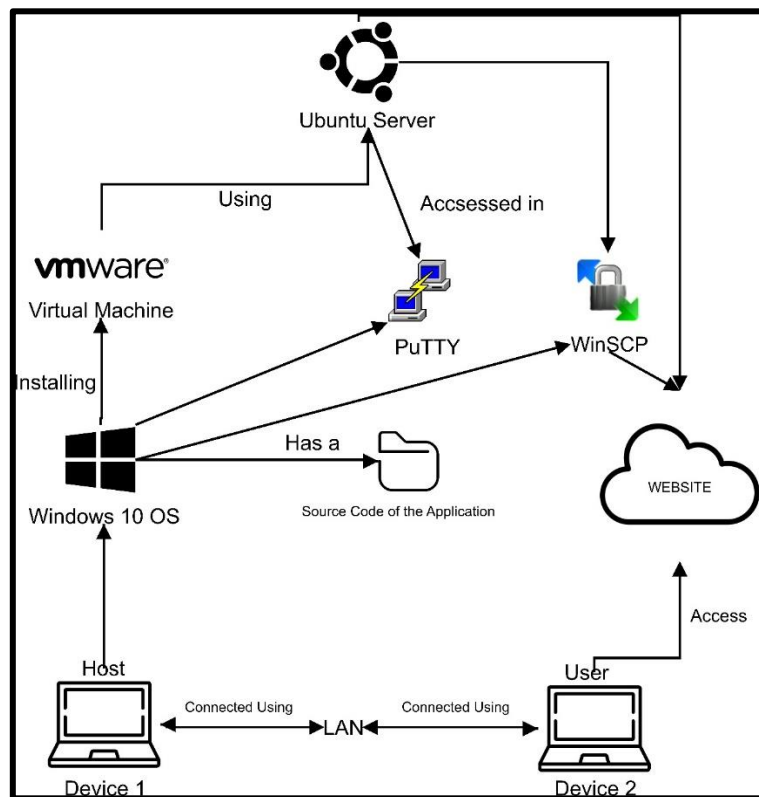 Ubuntu Server
Using
Accsessed in
vmware®
Virtual Machine
PuTTY
WinSCP
Installing
Has a
WEBSITE
Source Code of the Application
Windows 10 OS
Access
Host
User
Connected Using
LAN
Connected Using
Device 1
Device 2